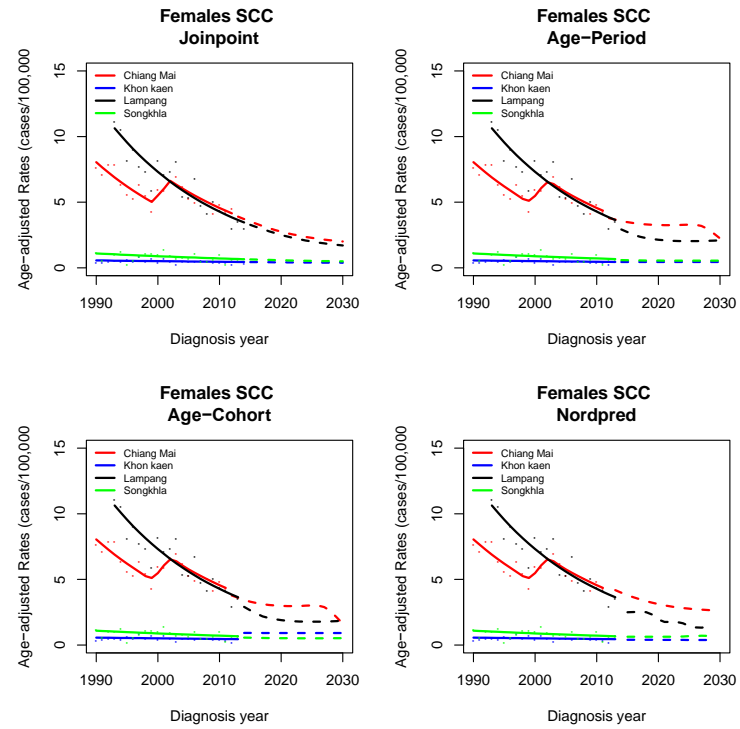 Females SCC
Joinpoint
Age-adjusted Rates (cases/100,000
15
10
5
0
Chiang Mai
Khon kaen
Lampang
Songkhla
1990 2000 2010 2020 2030
Diagnosis year
Females SCC
Age-Period
Age-adjusted Rates (cases/100,000
15
10
5
0
Chiang Mai
Khon kaen
Lampang
Songkhla
1990 2000 2010 2020 2030
Diagnosis year
Females SCC
Age-Cohort
Age-adjusted Rates (cases/100,000
15
10
5
0
Chiang Mai
Khon kaen
Lampang
Songkhla
1990 2000 2010 2020 2030
Diagnosis year
Females SCC
Nordpred
Age-adjusted Rates (cases/100,000
15
10
5
0
Chiang Mai
Khon kaen
Lampang
Songkhla
1990 2000 2010 2020 2030
Diagnosis year